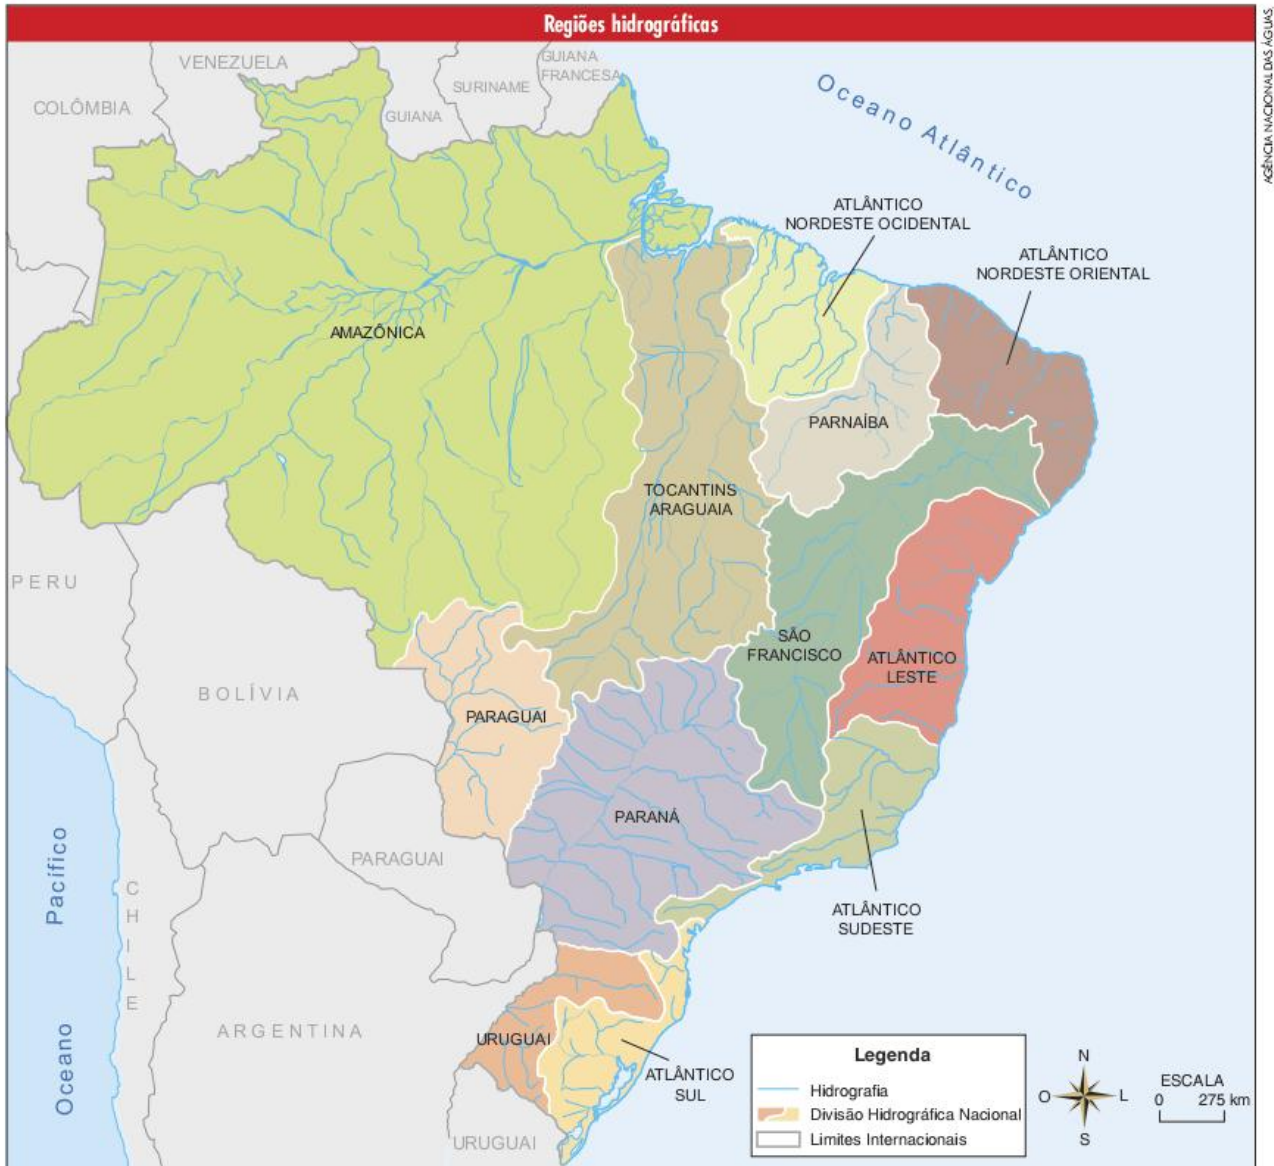 Regiões hidrográficas
AGÊNCIA NACIONAL DAS ÁGUAS.
VENEZUELA
GUIANA
FRANCESA
SURINAME
COLÔMBIA
GUIANA
Oceano Atlântico
ATLÂNTICO
NORDESTE OCIDENTAL
ATLÂNTICO
NORDESTE ORIENTAL
AMAZÔNICA
PARNAÍBA
TOCANTINS
ARAGUAIA
PERU
SÃO
FRANCISCO
ATLÂNTICO
LESTE
BOLÍVIA
PARAGUAI
PARANÁ
PARAGUAI
Oceano Pacífico
CHILE
ATLÂNTICO
SUDESTE
ARGENTINA
URUGUAI
ATLÂNTICO
SUL
URUGUAI
Legenda
Hidrografia
Divisão Hidrográfica Nacional
Limites Internacionais
N
O
L
S
ESCALA
0 275 km